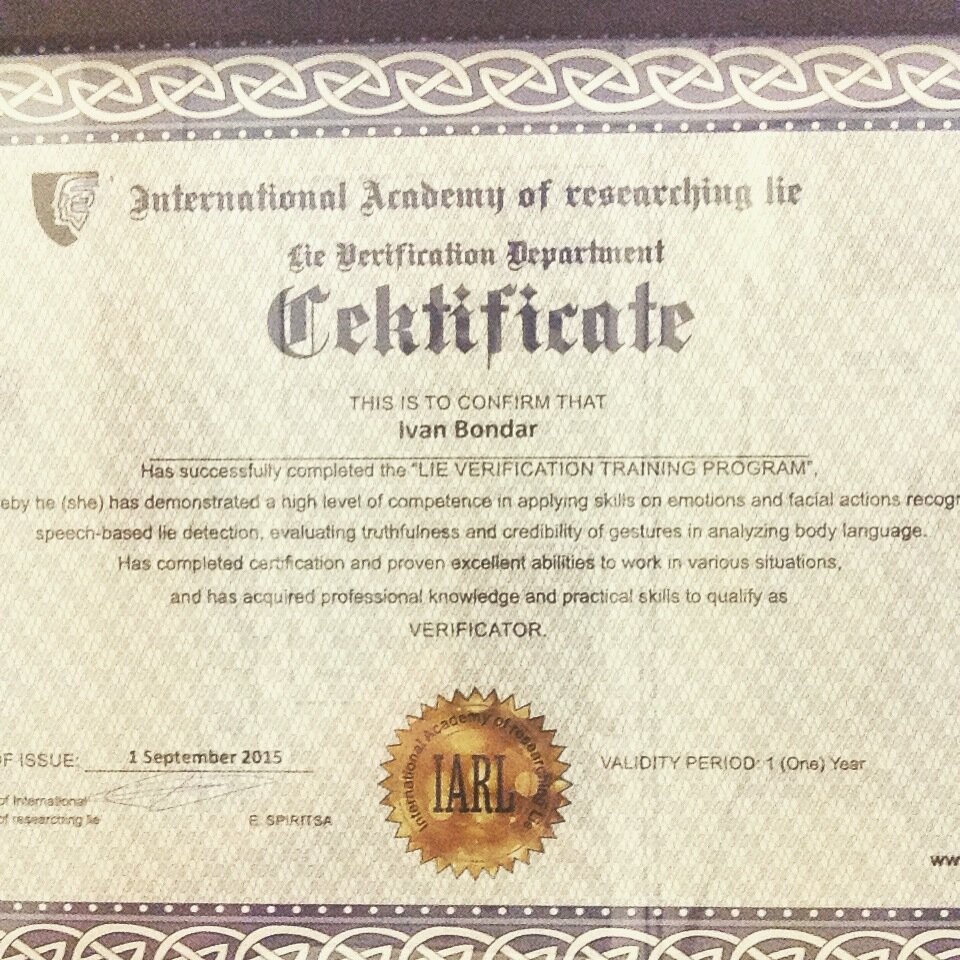 International Academy of researching lie
Lie Verification Department
Cektificate
THIS IS TO CONFIRM THAT
Ivan Bondar
Has successfully completed the "LIE VERIFICATION TRAINING PROGRAM",
eby he (she) has demonstrated a high level of competence in applying skills on emotions and facial actions recogn
speech-based lie detection, evaluating truthfulness and credibility of gestures in analyzing body language.
Has completed certification and proven excellent abilities to work in various situations,
and has acquired professional knowledge and practical skills to qualify as
VERIFICATOR.
OF ISSUE: 1 September 2015
VALIDITY PERIOD: 1 (One) Year
of International
of researching lie
E. SPIRITSA
International Academy of researching Lie
IARL
ww